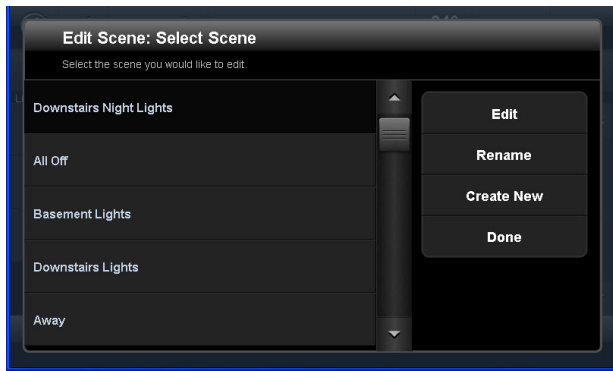 Edit Scene: Select Scene
Select the scene you would like to edit.
Downstairs Night Lights
All Off
Basement Lights
Downstairs Lights
Away
Edit
Rename
Create New
Done